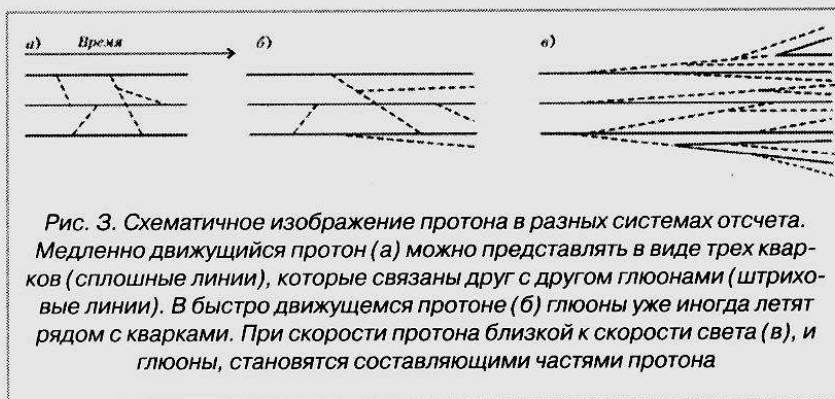 а) Время б) в)
Рис. 3. Схематичное изображение протона в разных системах отсчета.
Медленно движущийся протон (а) можно представлять в виде трех квар-
ков (сплошные линии), которые связаны друг с другом глюонами (штрихо-
вые линии). В быстро движущемся протоне (б) глюоны уже иногда летят
рядом с кварками. При скорости протона близкой к скорости света (в), и
глюоны, становятся составляющими частями протона